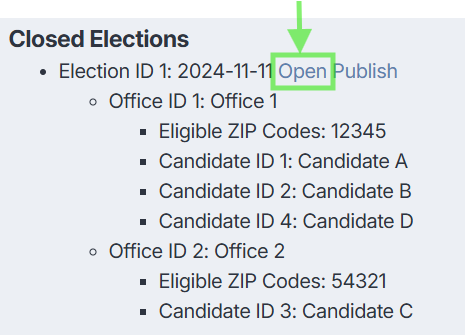 Closed Elections
• Election ID 1: 2024-11-11 Open Publish
◦ Office ID 1: Office 1
▪ Eligible ZIP Codes: 12345
▪ Candidate ID 1: Candidate A
▪ Candidate ID 2: Candidate B
▪ Candidate ID 4: Candidate D
◦ Office ID 2: Office 2
▪ Eligible ZIP Codes: 54321
▪ Candidate ID 3: Candidate C